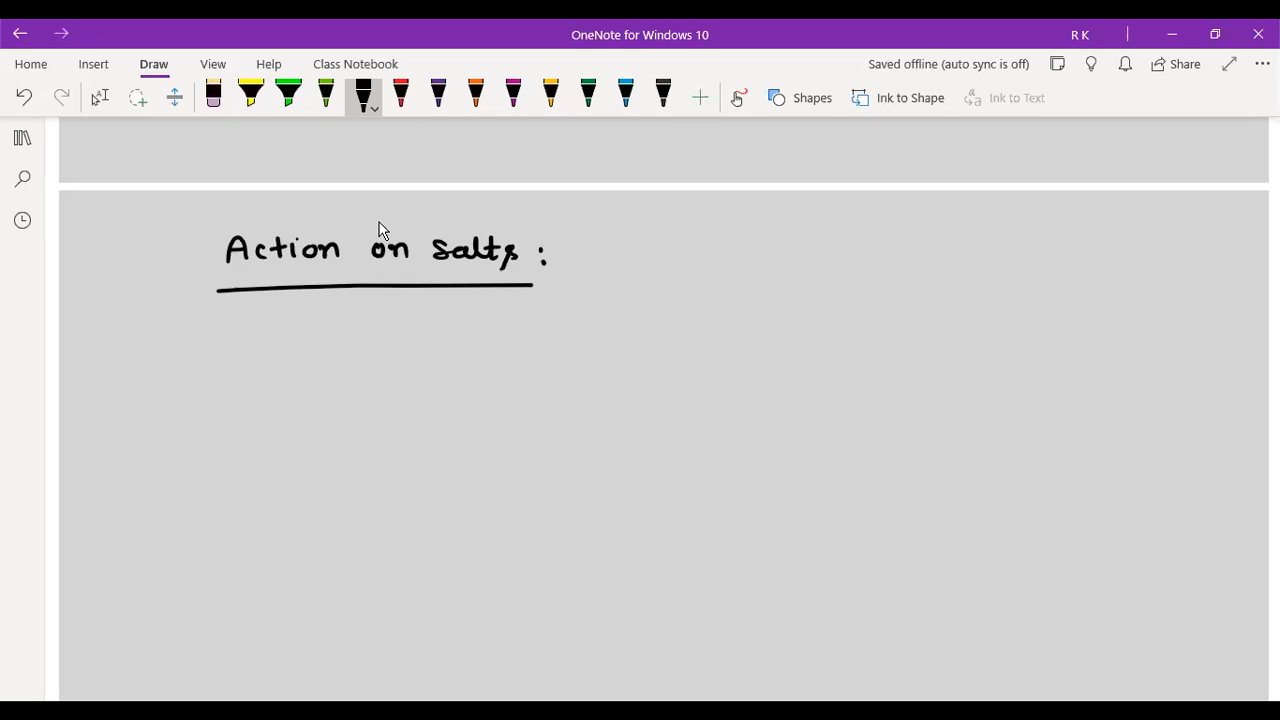 OneNote for Windows 10
R K
Home Insert Draw View Help Class Notebook
Saved offline (auto sync is off) Share
Shapes Ink to Shape Ink to Text
Action on salts :